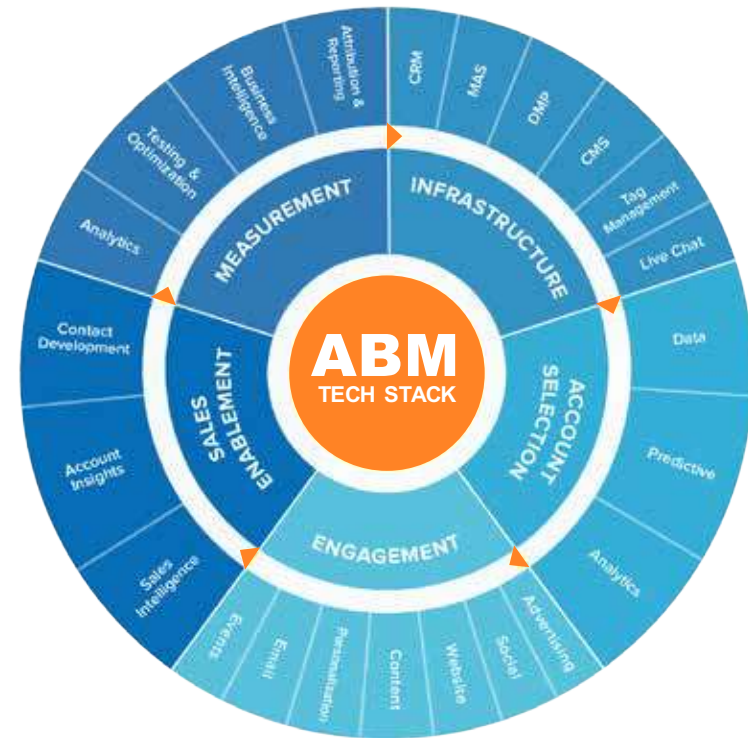 ABM
TECH STACK
INFRASTRUCTURE
CRM
MAS
DMP
CMS
Tag
Management
Live Chat
ACCOUNT
SELECTION
Data
Predictive
Analytics
ENGAGEMENT
Advertising
Social
Website
Content
Personalization
Email
Events
SALES
ENABLEMENT
Sales
Intelligence
Account
Insights
Contact
Development
MEASUREMENT
Analytics
Testing &
Optimization
Business
Intelligence
Attribution &
Reporting